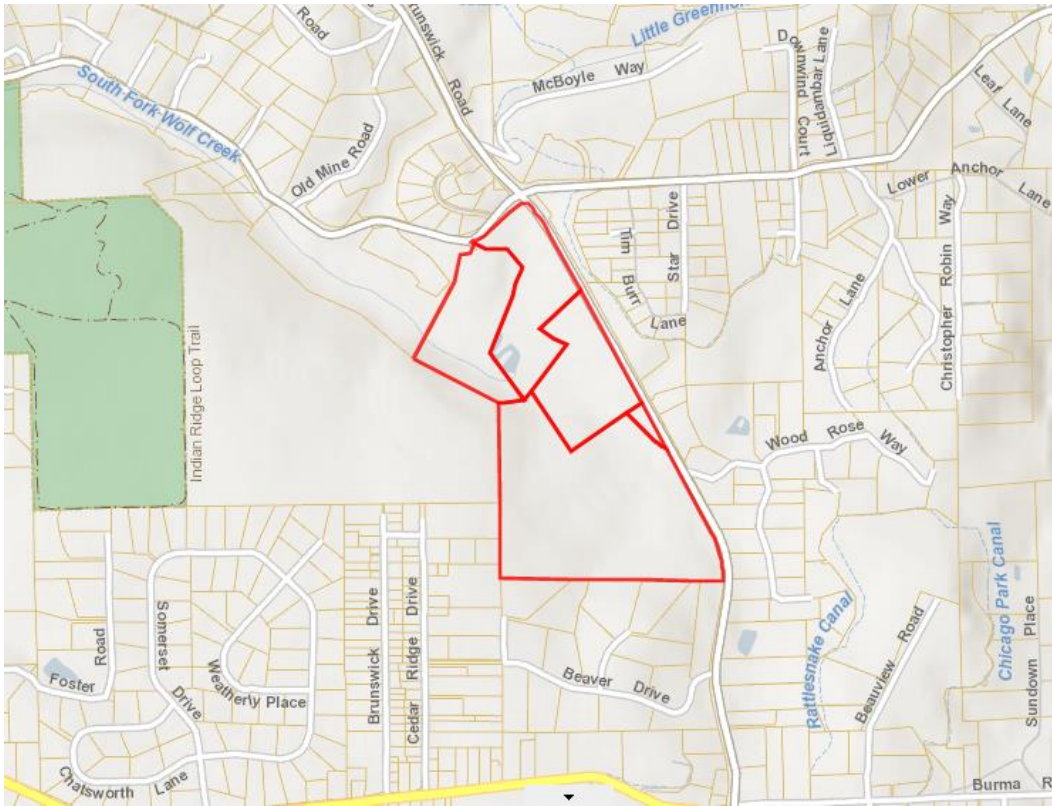 Brunswick Road
Little Greenhorn
McBoyle Way
Downwind Court
Liquipambar Lane
Leaf Lane
South Fork Wolf Creek
Old Mine Road
Lower Anchor Lane
Tim Burr Lane
Star Drive
Christopher Robin Way
Anchor Lane
Indian Ridge Loop Trail
Wood Rose Way
Chicago Park Canal
Rattlesnake Canal
Beauview Road
Sundown Place
Brunswick Drive
Cedar Ridge Drive
Somerset Drive
Foster Road
Weatherly Place
Beaver Drive
Chatsworth Lane
Burma R